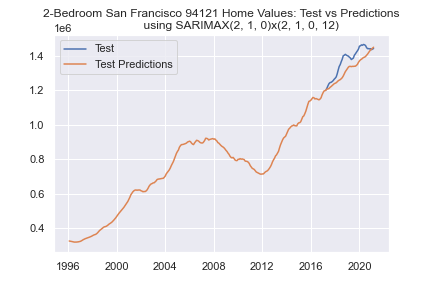 2-Bedroom San Francisco 94121 Home Values: Test vs Predictions
using SARIMAX(2, 1, 0)x(2, 1, 0, 12)
1e6
Test
Test Predictions
1.4
1.2
1.0
0.8
0.6
0.4
1996 2000 2004 2008 2012 2016 2020